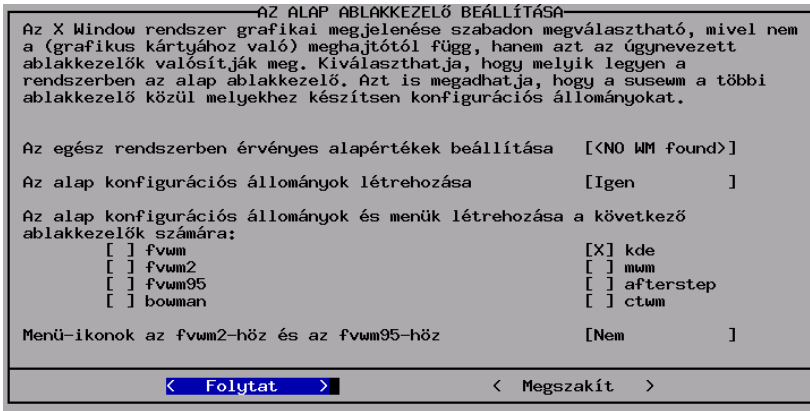 AZ ALAP ABLAKKEZELő BEÁLLÍTÁSA
Az X Window rendszer grafikai megjelenése szabadon megválasztható, mivel nem
a (grafikus kártyához való) meghajtótól függ, hanem azt az úgynevezett
ablakkezelők valósítják meg. Kiválaszthatja, hogy melyik legyen a
rendszerben az alap ablakkezelő. Azt is megadhatja, hogy a susewm a többi
ablakkezelő közül melyekhez készítsen konfigurációs állományokat.
Az egész rendszerben érvényes alapértékek beállítása [<NO WM found>]
Az alap konfigurációs állományok létrehozása [Igen ]
Az alap konfigurációs állományok és menük létrehozása a következő
ablakkezelők számára:
[ ] fvwm [X] kde
[ ] fvwm2 [ ] mwm
[ ] fvwm95 [ ] afterstep
[ ] bowman [ ] ctwm
Menü-ikonok az fvwm2-höz és az fvwm95-höz [Nem ]
< Folytat > < Megszakít >